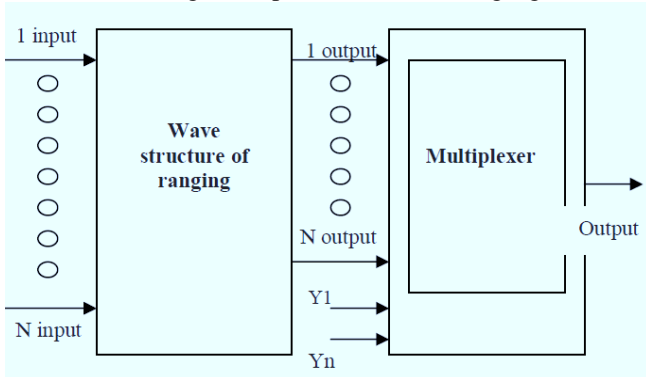 1 input
1 output
Wave
structure of
ranging
Multiplexer
Output
N output
Y1
N input
Yn